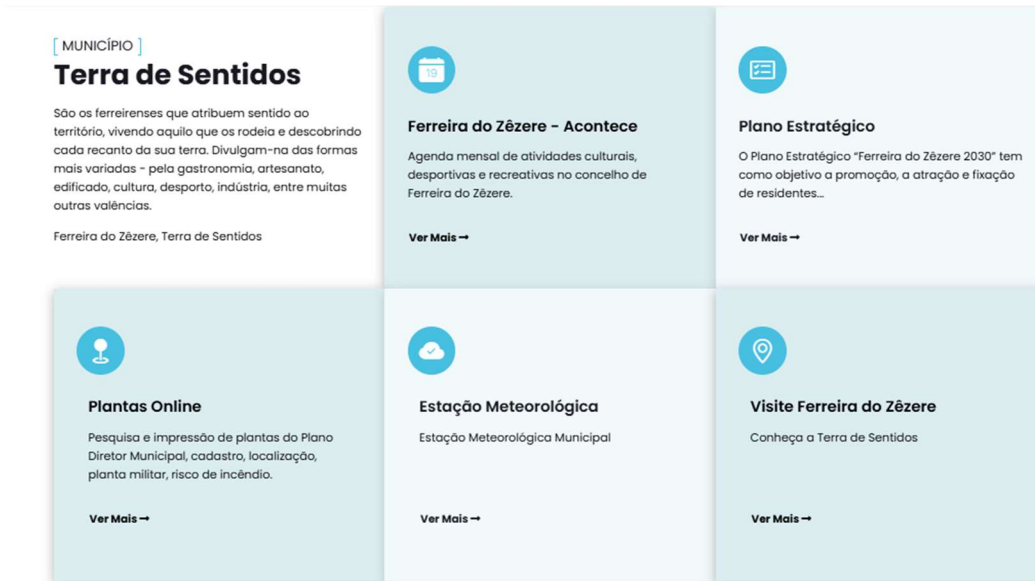 [ MUNICÍPIO ]
Terra de Sentidos
São os ferreirenses que atribuem sentido ao
território, vivendo aquilo que os rodeia e descobrindo
cada recanto da sua terra. Divulgam-na das formas
mais variadas - pela gastronomia, artesanato,
edificado, cultura, desporto, indústria, entre muitas
outras valências.
Ferreira do Zêzere, Terra de Sentidos
19
Ferreira do Zêzere - Acontece
Agenda mensal de atividades culturais,
desportivas e recreativas no concelho de
Ferreira do Zêzere.
Ver Mais →
Plano Estratégico
O Plano Estratégico “Ferreira do Zêzere 2030” tem
como objetivo a promoção, a atração e fixação
de residentes...
Ver Mais →
Plantas Online
Pesquisa e impressão de plantas do Plano
Diretor Municipal, cadastro, localização,
planta militar, risco de incêndio.
Ver Mais →
Estação Meteorológica
Estação Meteorológica Municipal
Ver Mais →
Visite Ferreira do Zêzere
Conheça a Terra de Sentidos
Ver Mais →